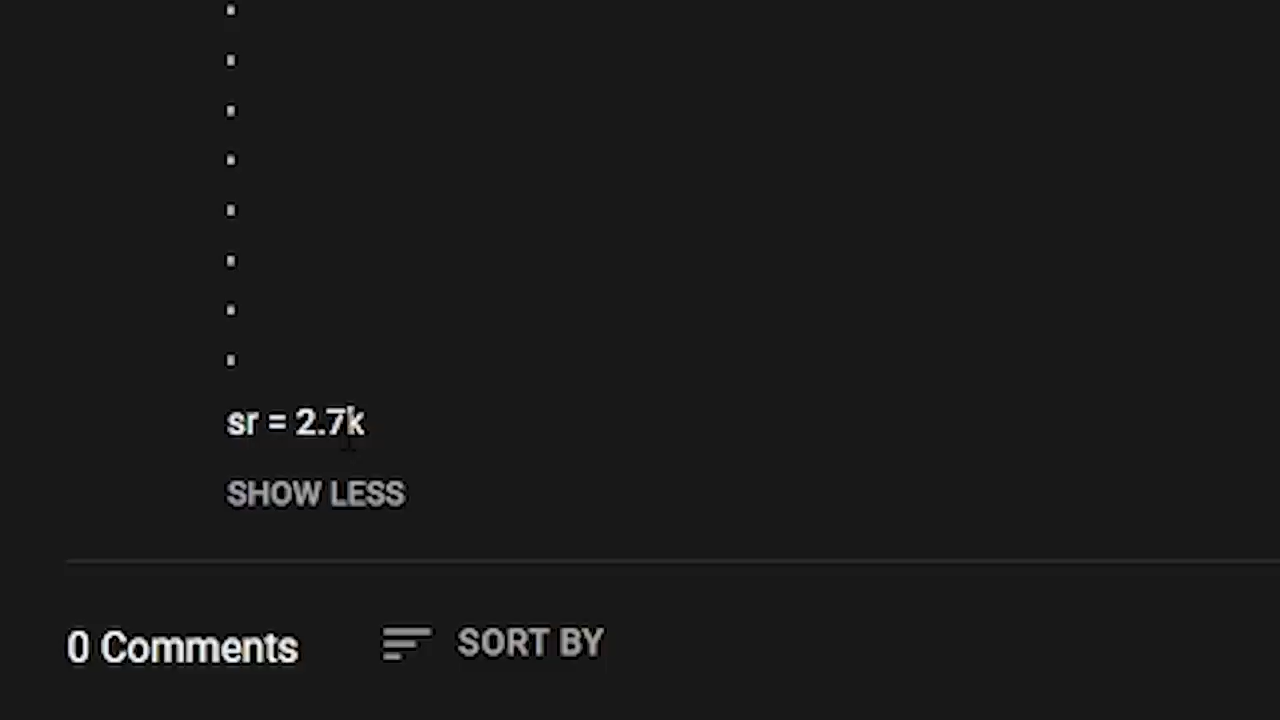 .
.
.
.
.
.
.
.
sr = 2.7k
SHOW LESS
0 Comments
SORT BY